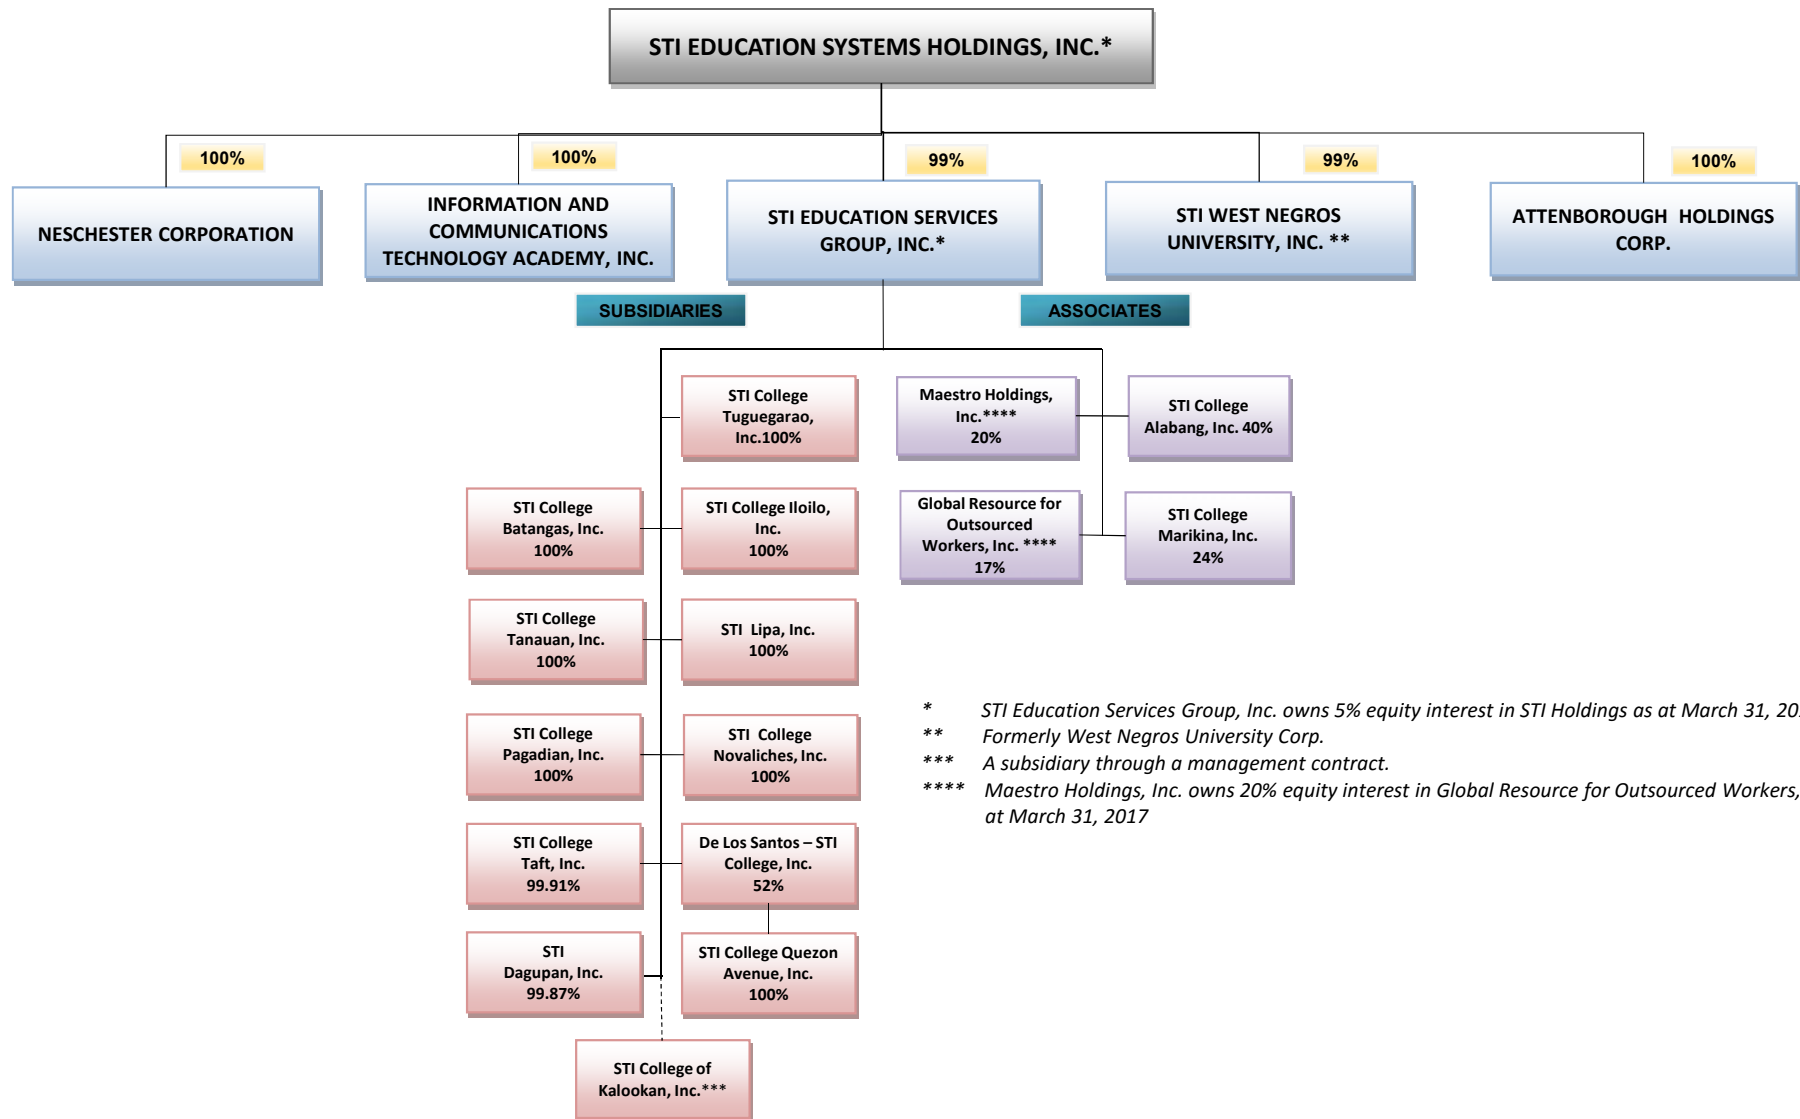 STI EDUCATION SYSTEMS HOLDINGS, INC.*
100%
100%
99%
99%
100%
NESCHESTER CORPORATION
INFORMATION AND
COMMUNICATIONS
TECHNOLOGY ACADEMY, INC.
STI EDUCATION SERVICES
GROUP, INC.*
STI WEST NEGROS
UNIVERSITY, INC. **
ATTENBOROUGH HOLDINGS
CORP.
SUBSIDIARIES
ASSOCIATES
STI College
Tuguegarao,
Inc.100%
Maestro Holdings,
Inc.****
20%
STI College
Alabang, Inc. 40%
STI College
Batangas, Inc.
100%
STI College Iloilo,
Inc.
100%
Global Resource for
Outsourced
Workers, Inc. ****
17%
STI College
Marikina, Inc.
24%
STI College
Tanauan, Inc.
100%
STI Lipa, Inc.
100%
STI College
Pagadian, Inc.
100%
STI College
Novaliches, Inc.
100%
* STI Education Services Group, Inc. owns 5% equity interest in STI Holdings as at March 31,
** Formerly West Negros University Corp.
*** A subsidiary through a management contract.
**** Maestro Holdings, Inc. owns 20% equity interest in Global Resource for Outsourced Workers,
at March 31, 2017
STI College
Taft, Inc.
99.91%
De Los Santos – STI
College, Inc.
52%
STI
Dagupan, Inc.
99.87%
STI College Quezon
Avenue, Inc.
100%
STI College of
Kalookan, Inc.***